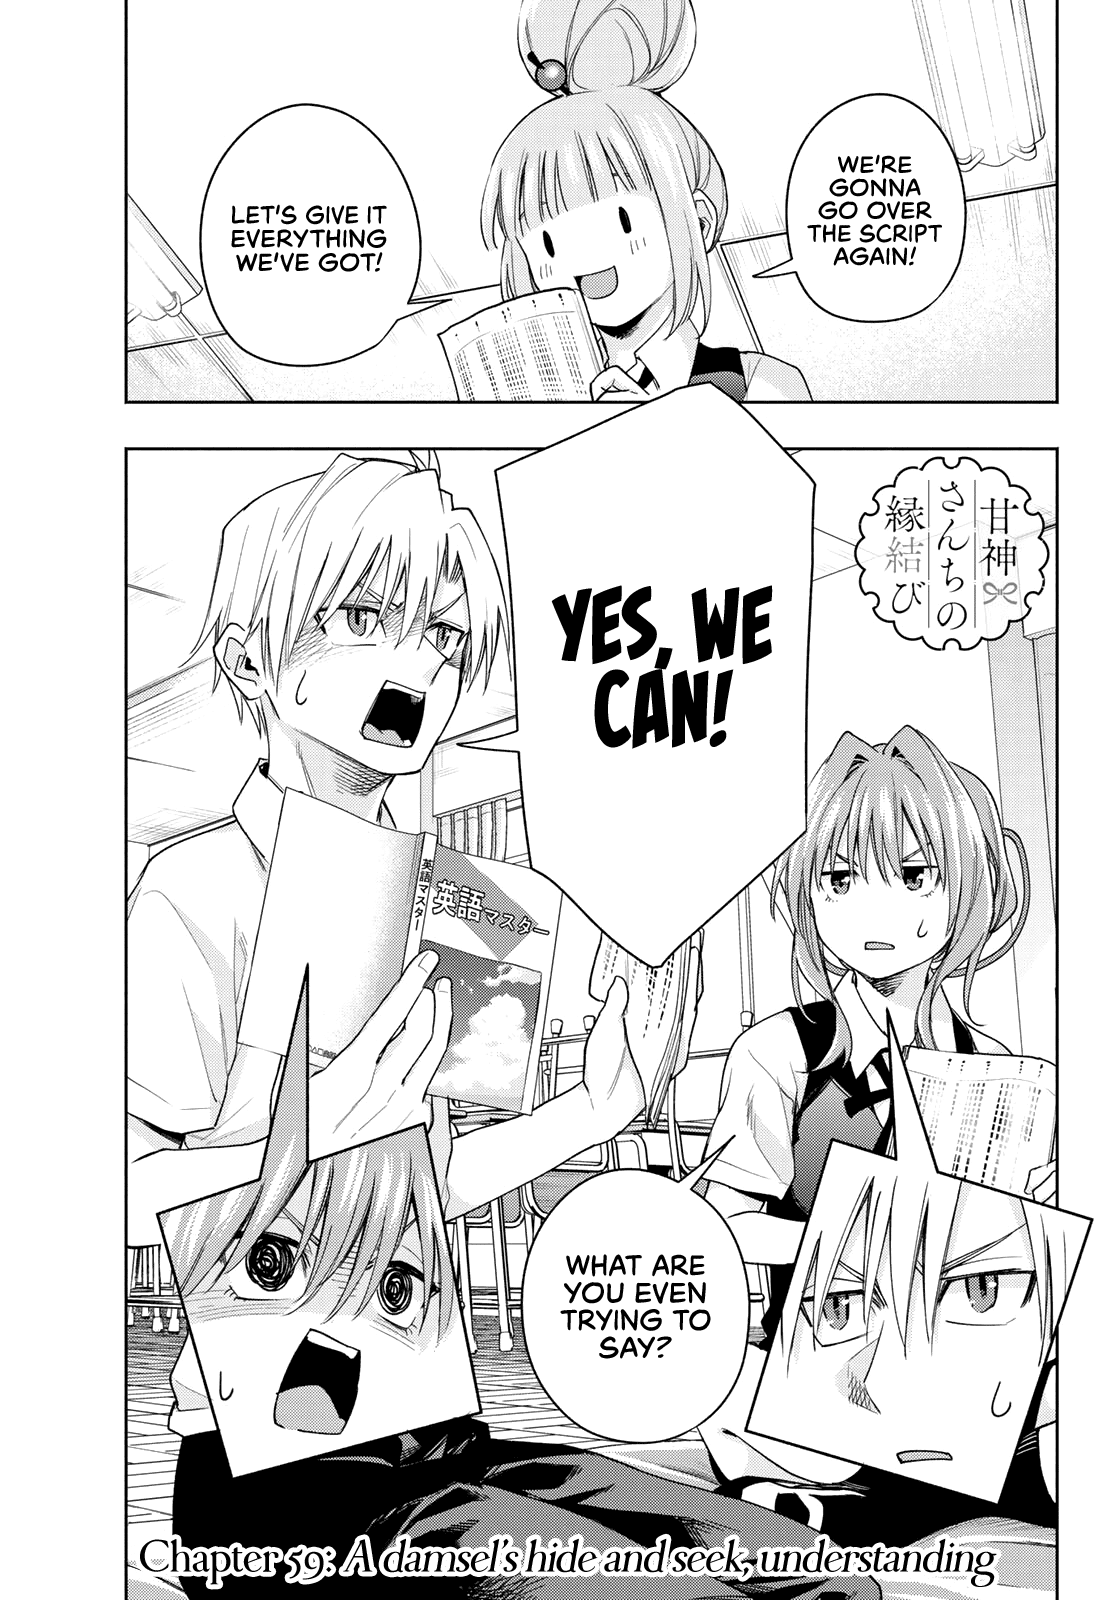 WE'RE
GONNA
GO OVER
THE SCRIPT
AGAIN!
LET'S GIVE IT
EVERYTHING
WE'VE GOT!
甘神
さんちの
縁結び
YES, WE
CAN!
英語マスター
英語マスター
WHAT ARE
YOU EVEN
TRYING TO
SAY?
Chapter 59: A damsel's hide and seek, understanding